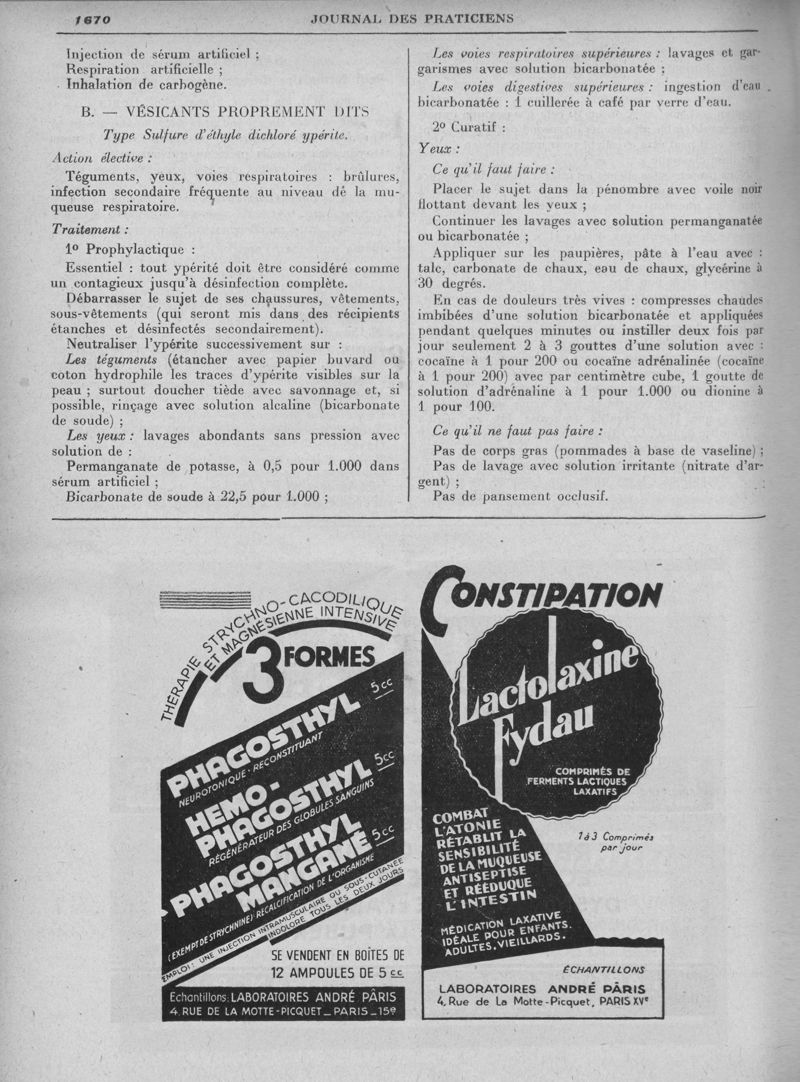 1670
JOURNAL DES PRATICIENS
Injection de sérum artificiel ;
Respiration artificielle ;
Inhalation de carbogène.
B. — VÉSICANTS PROPREMENT DITS
Type Sulfure d'éthyle dichloré ypérite.
Action élective :
Téguments, yeux, voies respiratoires : brûlures,
infection secondaire fréquente au niveau de la mu-
queuse respiratoire.
Traitement :
1º Prophylactique :
Essentiel : tout ypérité doit être considéré comme
un contagieux jusqu'à désinfection complète.
Débarrasser le sujet de ses chaussures, vêtements,
sous-vêtements (qui seront mis dans des récipients
étanches et désinfectés secondairement).
Neutraliser l'ypérite successivement sur :
Les téguments (étancher avec papier buvard ou
coton hydrophile les traces d'ypérite visibles sur la
peau ; surtout doucher tiède avec savonnage et, si
possible, rinçage avec solution alcaline (bicarbonate
de soude) ;
Les yeux : lavages abondants sans pression avec
solution de :
Permanganate de potasse, à 0,5 pour 1.000 dans
sérum artificiel ;
Bicarbonate de soude à 22,5 pour 1.000 ;
Les voies respiratoires supérieures : lavages et gar-
garismes avec solution bicarbonatée ;
Les voies digestives supérieures : ingestion d'eau
bicarbonatée : 1 cuillerée à café par verre d'eau.
2º Curatif :
Yeux :
Ce qu'il faut faire :
Placer le sujet dans la pénombre avec voile noir
flottant devant les yeux ;
Continuer les lavages avec solution permanganatée
ou bicarbonatée ;
Appliquer sur les paupières, pâte à l'eau avec :
talc, carbonate de chaux, eau de chaux, glycérine à
30 degrés.
En cas de douleurs très vives : compresses chaudes
imbibées d'une solution bicarbonatée et appliquées
pendant quelques minutes ou instiller deux fois par
jour seulement 2 à 3 gouttes d'une solution avec :
cocaïne à 1 pour 200 ou cocaïne adrénalinée (cocaïne
à 1 pour 200) avec par centimètre cube, 1 goutte de
solution d'adrénaline à 1 pour 1.000 ou dionine à
1 pour 100.
Ce qu'il ne faut pas faire :
Pas de corps gras (pommades à base de vaseline) ;
Pas de lavage avec solution irritante (nitrate d'ar-
gent) ;
Pas de pansement occlusif.
THÉRAPIE STRYCHNO-CACODILIQUE
ET MAGNÉSIENNE INTENSIVE
3 FORMES
PHAGOSTHYL 5cc
NEUROTONIQUE - RECONSTITUANT
HEMO-
PHAGOSTHYL 5cc
RÉGÉNÉRATEUR DES GLOBULES SANGUINS
PHAGOSTHYL
MANGANÉ 5cc
(EXEMPT DE STRYCHNINE) RECALCIFICATION DE L'ORGANISME
EMPLOI : UNE INJECTION INTRAMUSCULAIRE OU SOUS-CUTANÉE
INDOLORE TOUS LES DEUX JOURS
SE VENDENT EN BOÎTES DE
12 AMPOULES DE 5 cc.
Echantillons: LABORATOIRES ANDRÉ PÂRIS
4, RUE DE LA MOTTE-PICQUET _ PARIS _ 15e
CONSTIPATION
Lactolaxine
Fydau
COMPRIMÉS DE
FERMENTS LACTIQUES
LAXATIFS
1 à 3 Comprimés
par jour
COMBAT
L'ATONIE
RÉTABLIT LA
SENSIBILITÉ
DE LA MUQUEUSE
ANTISEPTISE
ET RÉÉDUQUE
L'INTESTIN
MÉDICATION LAXATIVE
IDÉALE POUR ENFANTS.
ADULTES. VIEILLARDS.
ÉCHANTILLONS
LABORATOIRES ANDRÉ PÂRIS
4, Rue de La Motte-Picquet, PARIS XVe